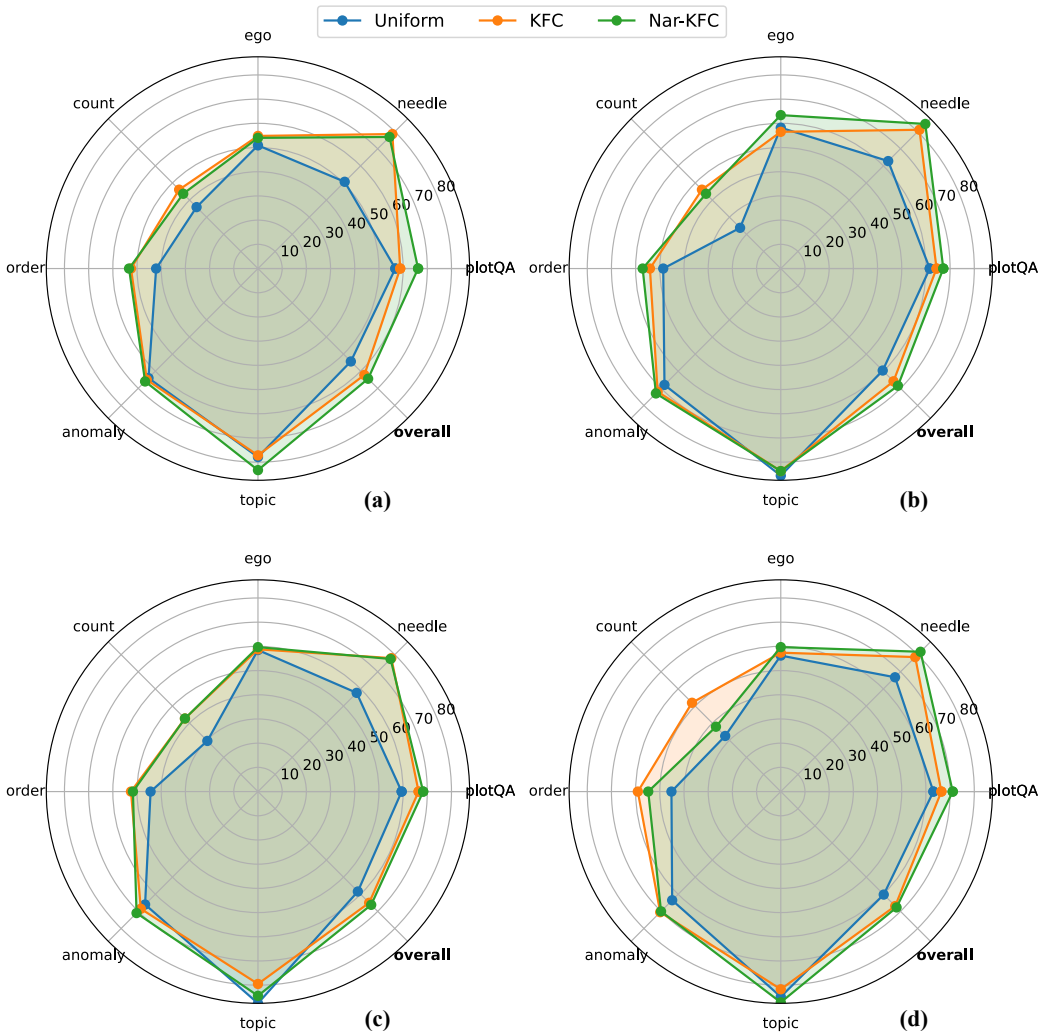 Uniform KFC Nar-KFC
ego ego
count needle count needle
10 20 30 40 50 60 70 80
10 20 30 40 50 60 70 80
order plotQA order plotQA
anomaly overall anomaly overall
topic (a) topic (b)
ego ego
count needle count needle
10 20 30 40 50 60 70 80
10 20 30 40 50 60 70 80
order plotQA order plotQA
anomaly overall anomaly overall
topic (c) topic (d)